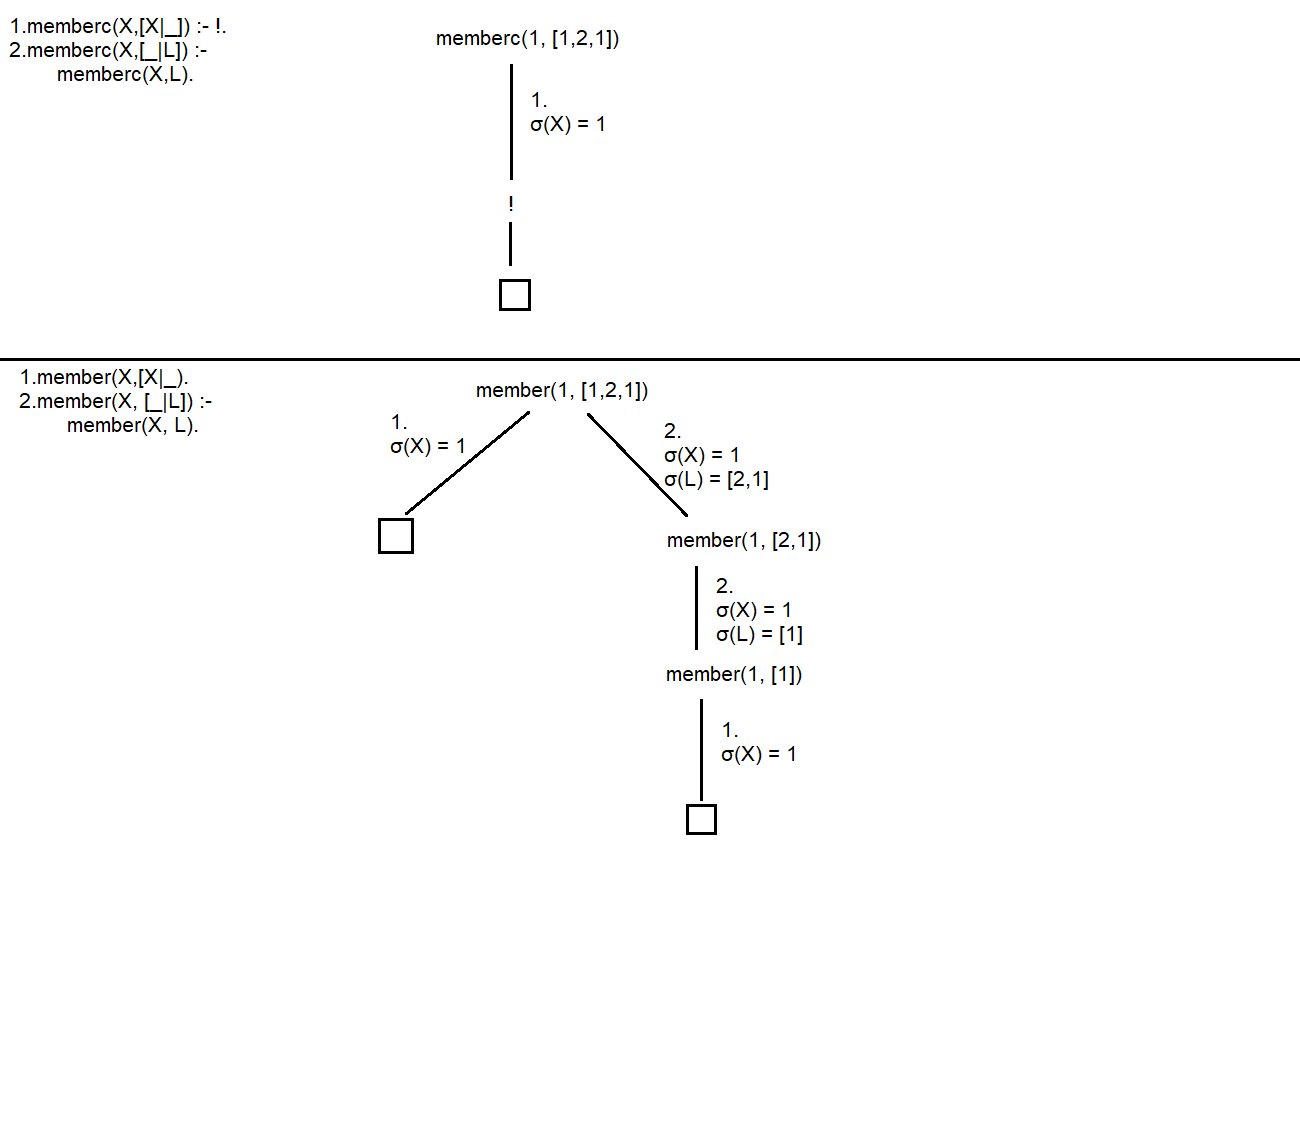 1.memberc(X,[X|_]) :- !.
2.memberc(X,[_|L]) :-
memberc(X,L).
memberc(1, [1,2,1])
1.
σ(X) = 1
!
1.member(X,[X|_).
2.member(X, [_|L]) :-
member(X, L).
member(1, [1,2,1])
1.
σ(X) = 1
2.
σ(X) = 1
σ(L) = [2,1]
member(1, [2,1])
2.
σ(X) = 1
σ(L) = [1]
member(1, [1])
1.
σ(X) = 1